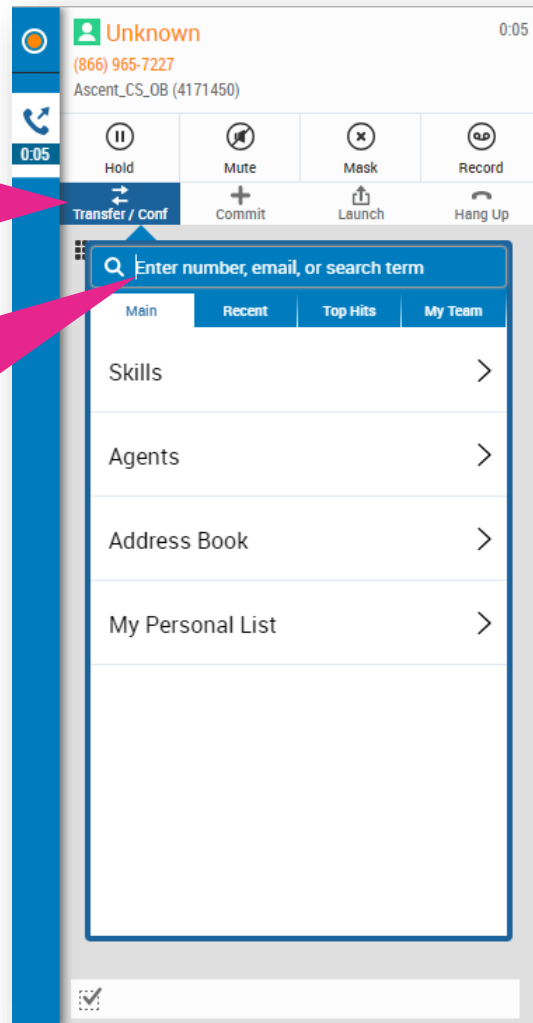 Unknown
0:05
(866) 965-7227
Ascent_CS_OB (4171450)
0:05
Hold Mute Mask Record
Transfer / Conf Commit Launch Hang Up
Enter number, email, or search term
Main Recent Top Hits My Team
Skills
Agents
Address Book
My Personal List